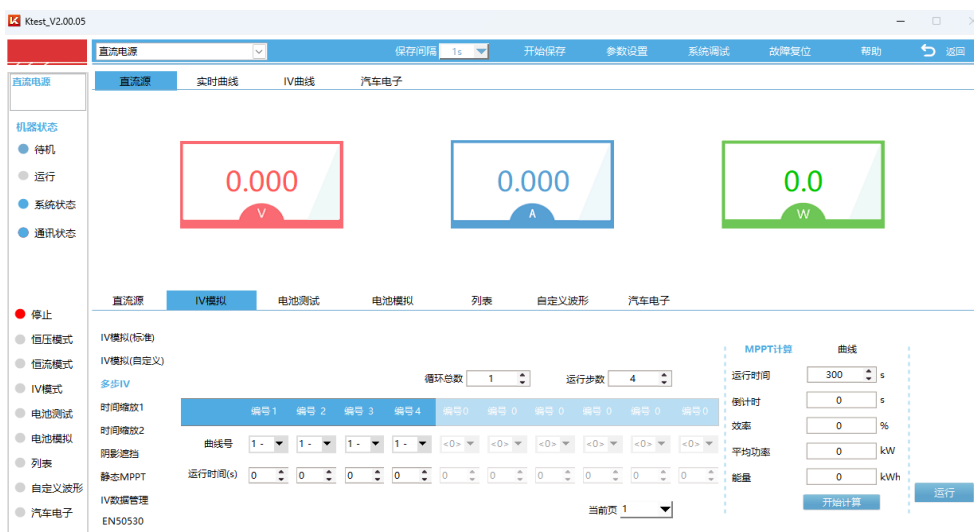 Ktest_V2.00.05
直流电源 保存间隔 1s 开始保存 参数设置 系统调试 故障复位 帮助 返回
直流电源
直流源 实时曲线 IV曲线 汽车电子
机器状态
待机
运行
系统状态
通讯状态
0.000
V
0.000
A
0.0
W
直流源 IV模拟 电池测试 电池模拟 列表 自定义波形 汽车电子
停止
恒压模式
恒流模式
IV模式
电池测试
电池模拟
列表
自定义波形
汽车电子
IV模拟(标准)
IV模拟(自定义)
多步IV
时间缩放1
时间缩放2
阴影遮挡
静态MPPT
IV数据管理
EN50530
循环总数 1 运行步数 4
编号1 编号 2 编号 3 编号4 编号0 编号 0 编号 0 编号 0 编号 0 编号0
曲线号 1 - 1 - 1 - 1 - <0> <0> <0> <0> <0> <0>
运行时间(s) 0 0 0 0 0 0 0 0 0 0
当前页 1
MPPT计算 曲线
运行时间 300 s
倒计时 0 s
效率 0 %
平均功率 0 kW
能量 0 kWh
开始计算
运行